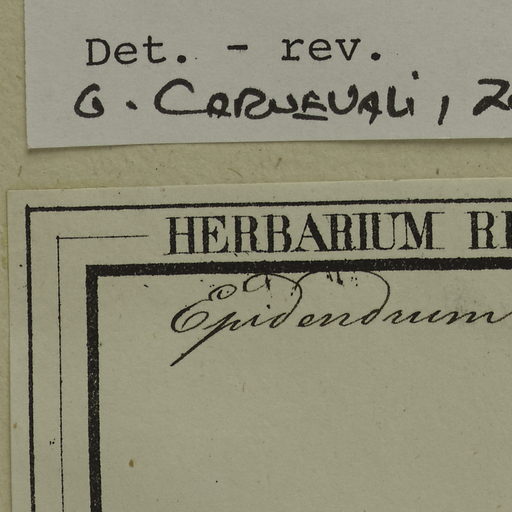 Det. - rev.
G. Carnevali,
HERBARIUM
Epidendrum